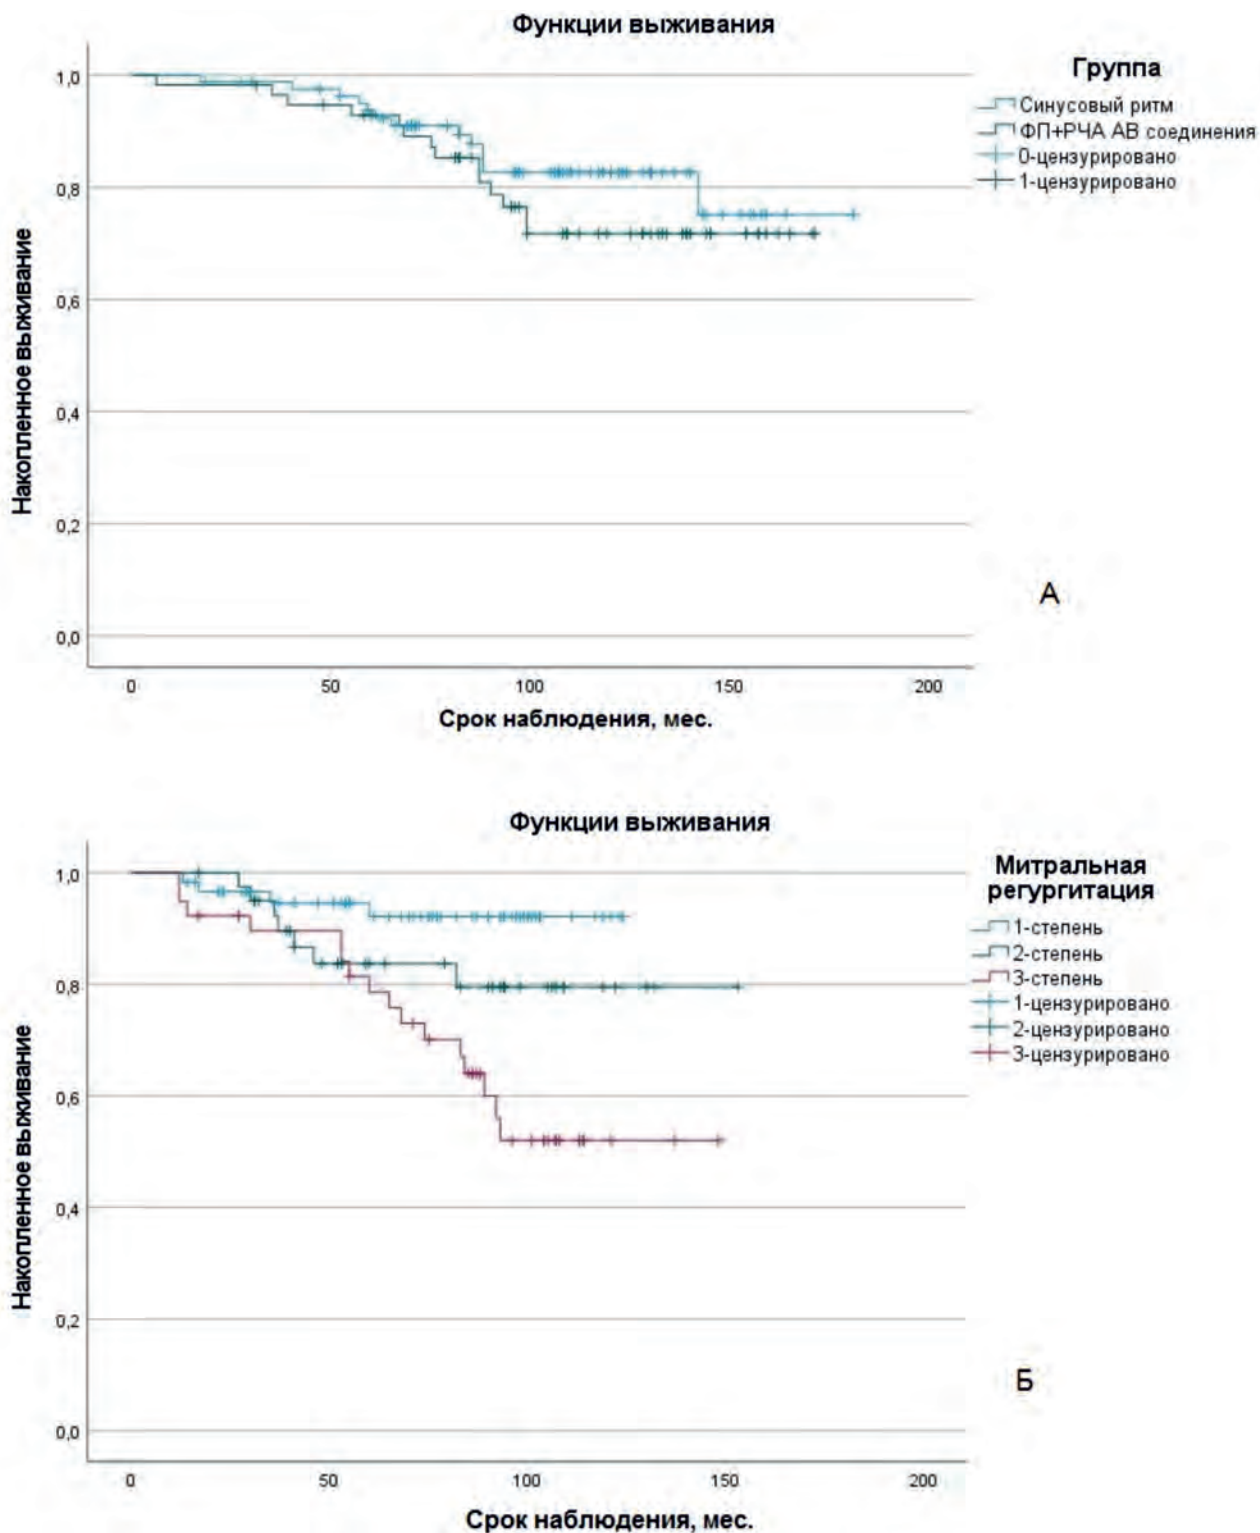 Функции выживания
Группа
Синусовый ритм
ФП+РЧА АВ соединения
0-цензурировано
1-цензурировано
Накопленное выживание
1,0
0,8
0,6
0,4
0,2
0,0
А
0
50
100
150
200
Срок наблюдения, мес.
Функции выживания
Митральная
регургитация
1-степень
2-степень
3-степень
1-цензурировано
2-цензурировано
3-цензурировано
Накопленное выживание
1,0
0,8
0,6
0,4
0,2
0,0
Б
0
50
100
150
200
Срок наблюдения, мес.